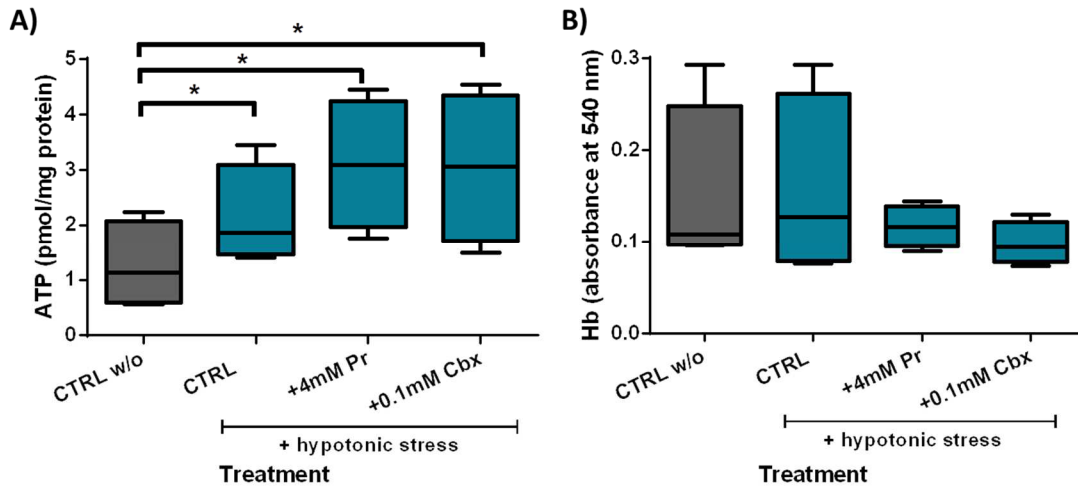 A)
ATP (pmol/mg protein)
5
4
3
2
1
0
*
*
*
CTRL w/o
CTRL
+4mM Pr
+0.1mM Cbx
+ hypotonic stress
Treatment
B)
Hb (absorbance at 540 nm)
0.3
0.2
0.1
0.0
CTRL w/o
CTRL
+4mM Pr
+0.1mM Cbx
+ hypotonic stress
Treatment